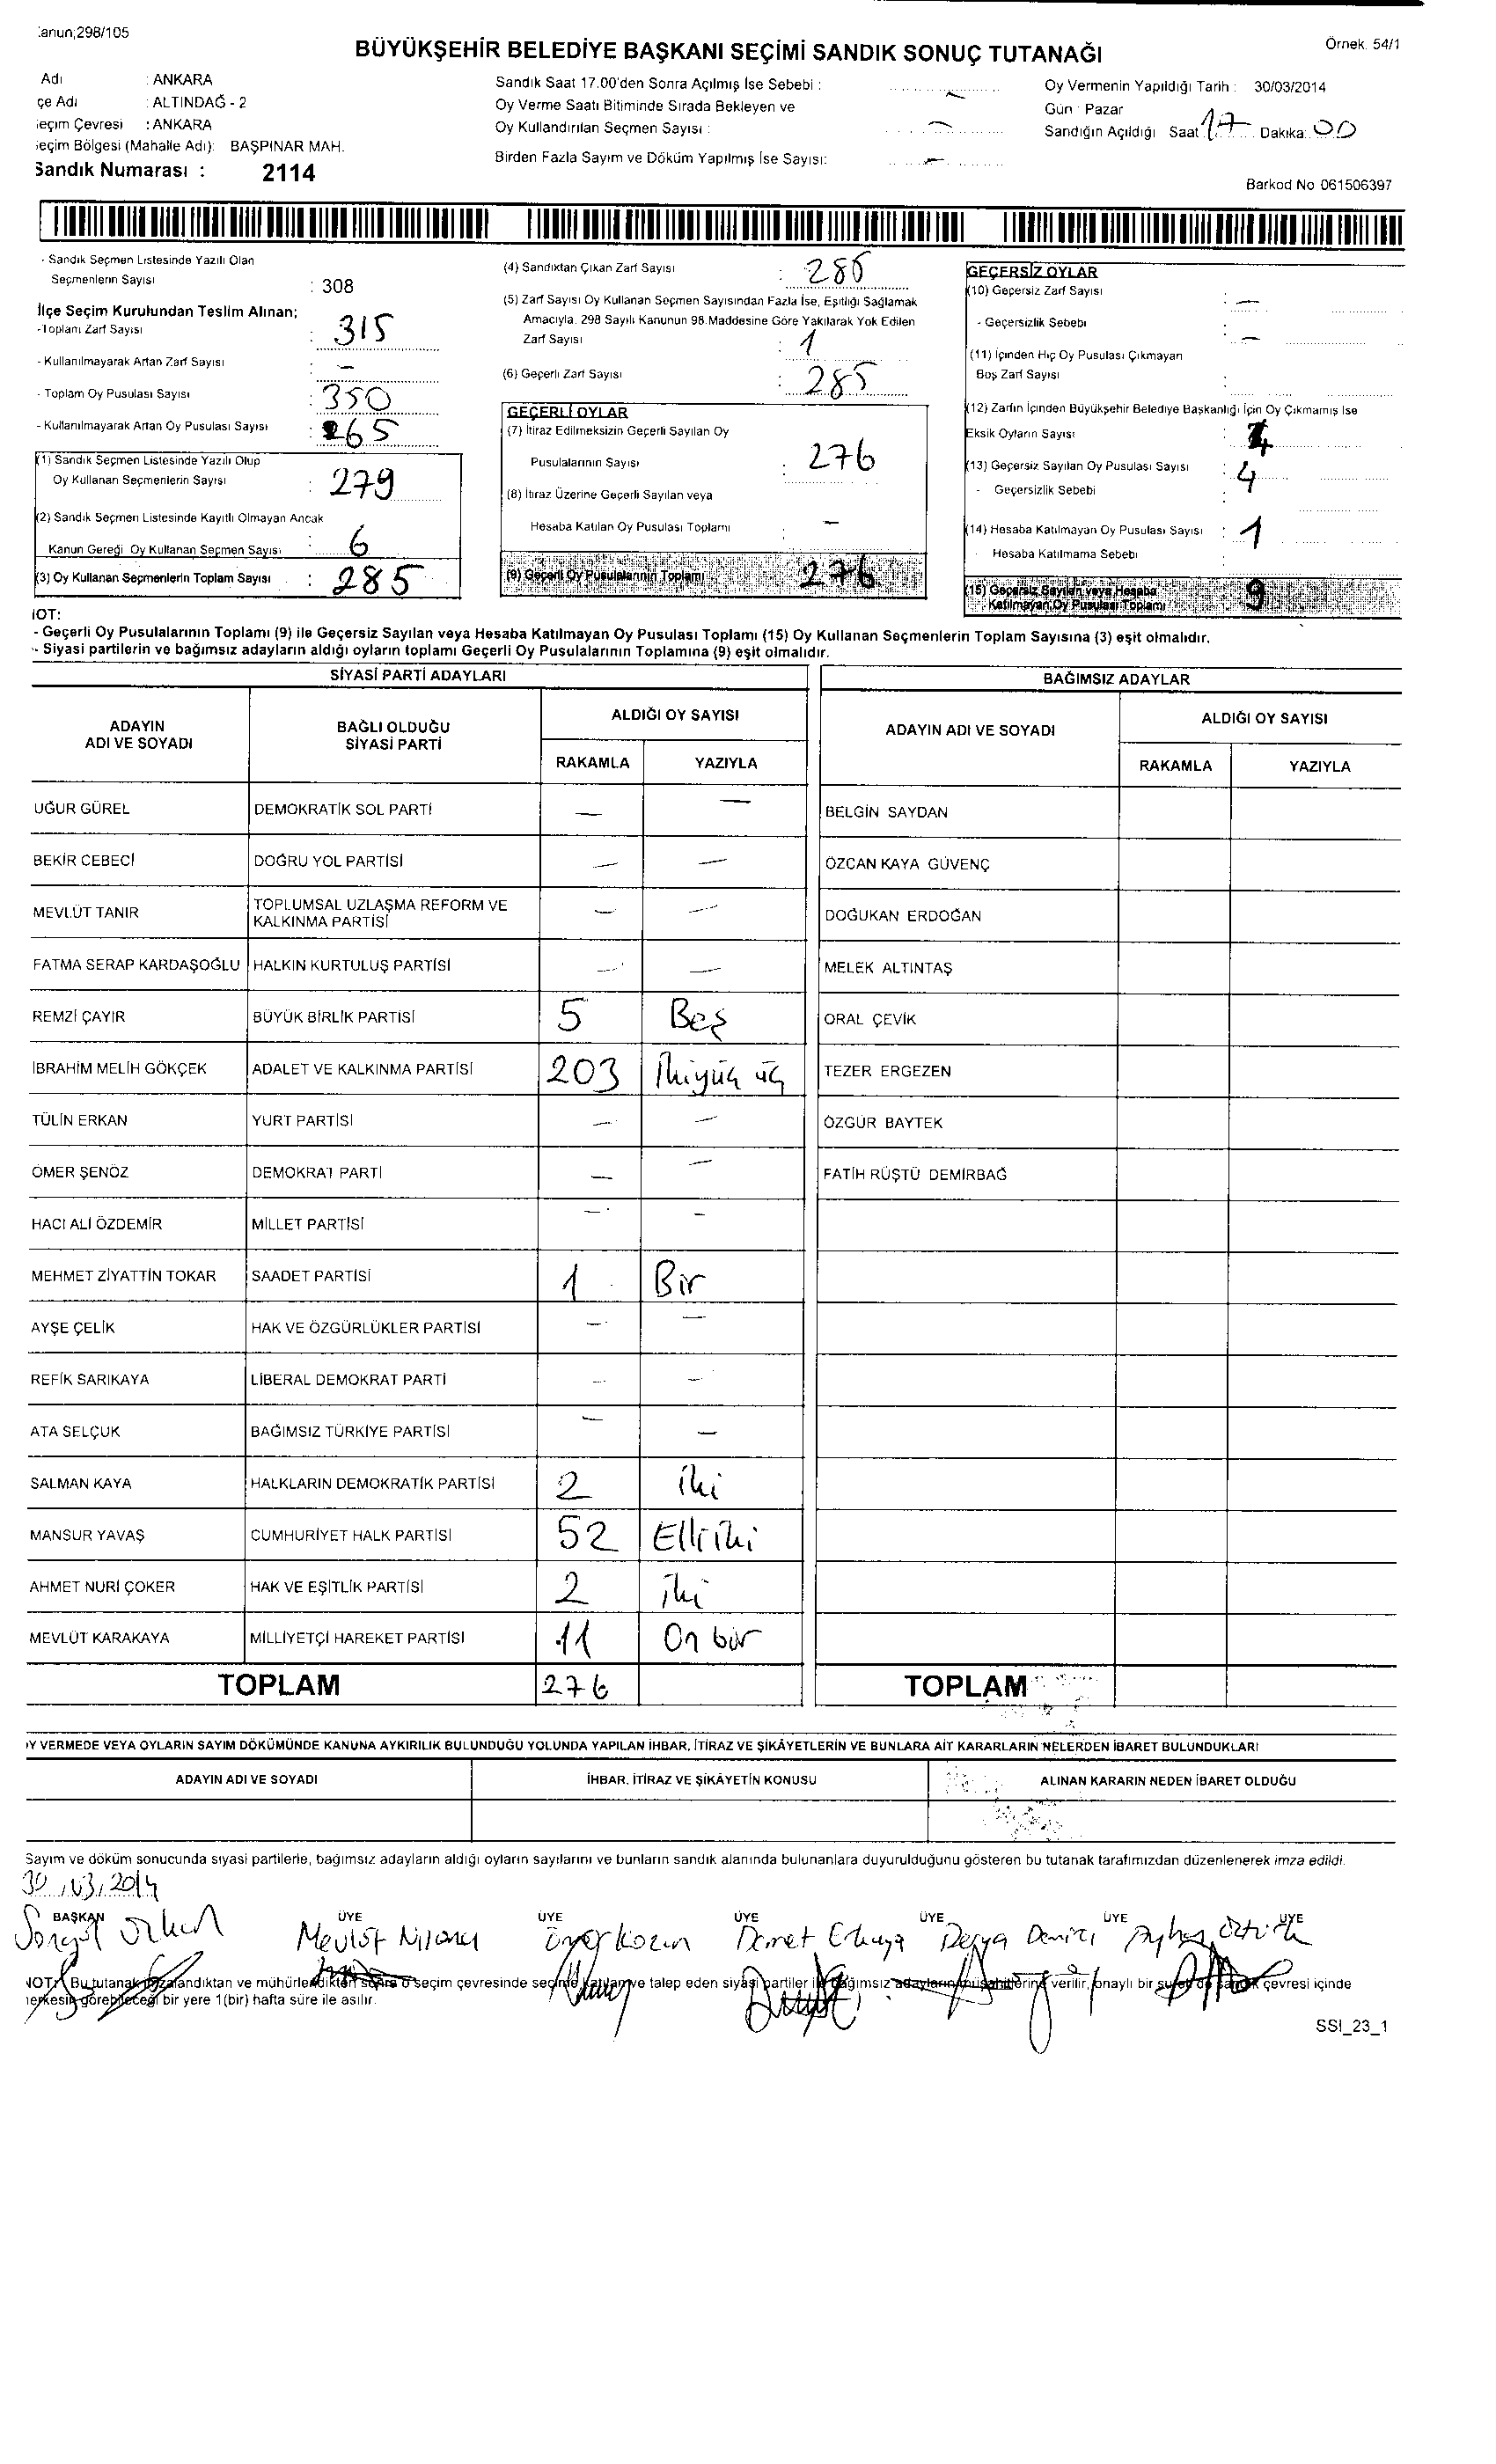 anun;298/105
BÜYÜKŞEHİR BELEDİYE BAŞKANI SEÇİMİ SANDIK SONUÇ TUTANAĞI
Örnek. 54/1
Adı : ANKARA
çe Adı : ALTINDAĞ - 2
eçim Çevresi : ANKARA
eçim Bölgesi (Mahalle Adı): BAŞPINAR MAH.
Sandık Numarası : 2114
Sandık Saat 17.00'den Sonra Açılmış İse Sebebi : —
Oy Verme Saati Bitiminde Sırada Bekleyen ve
Oy Kullandırılan Seçmen Sayısı : —
Birden Fazla Sayım ve Döküm Yapılmış İse Sayısı: —
Oy Vermenin Yapıldığı Tarih : 30/03/2014
Gün : Pazar
Sandığın Açıldığı Saat 17 Dakika: 00
Barkod No 061506397
- Sandık Seçmen Listesinde Yazılı Olan
Seçmenlerin Sayısı : 308
İlçe Seçim Kurulundan Teslim Alınan;
-Toplam Zarf Sayısı : 315
- Kullanılmayarak Artan Zarf Sayısı : —
- Toplam Oy Pusulası Sayısı : 350
- Kullanılmayarak Artan Oy Pusulası Sayısı : 65
(1) Sandık Seçmen Listesinde Yazılı Olup
Oy Kullanan Seçmenlerin Sayısı : 279
(2) Sandık Seçmen Listesinde Kayıtlı Olmayan Ancak
Kanun Gereği Oy Kullanan Seçmen Sayısı : 6
(3) Oy Kullanan Seçmenlerin Toplam Sayısı : 285
(4) Sandıktan Çıkan Zarf Sayısı : 286
(5) Zarf Sayısı Oy Kullanan Seçmen Sayısından Fazla İse, Eşitliği Sağlamak
Amacıyla. 298 Sayılı Kanunun 98.Maddesine Göre Yakılarak Yok Edilen
Zarf Sayısı : 1
(6) Geçerli Zarf Sayısı : 285
GEÇERLİ OYLAR
(7) İtiraz Edilmeksizin Geçerli Sayılan Oy
Pusulalarının Sayısı : 276
(8) İtiraz Üzerine Geçerli Sayılan veya
Hesaba Katılan Oy Pusulası Toplamı : —
(9) Geçerli Oy Pusulalarının Toplamı : 276
GEÇERSİZ OYLAR
(10) Geçersiz Zarf Sayısı : —
- Geçersizlik Sebebi : —
(11) İçinden Hiç Oy Pusulası Çıkmayan
Boş Zarf Sayısı :
(12) Zarfın İçinden Büyükşehir Belediye Başkanlığı İçin Oy Çıkmamış İse
Eksik Oyların Sayısı : 4
(13) Geçersiz Sayılan Oy Pusulası Sayısı : 4
- Geçersizlik Sebebi :
(14) Hesaba Katılmayan Oy Pusulası Sayısı : 1
- Hesaba Katılmama Sebebi
(15) Geçersiz Sayılan veya Hesaba
Katılmayan Oy Pusulası Toplamı : 9
NOT:
- Geçerli Oy Pusulalarının Toplamı (9) ile Geçersiz Sayılan veya Hesaba Katılmayan Oy Pusulası Toplamı (15) Oy Kullanan Seçmenlerin Toplam Sayısına (3) eşit olmalıdır.
- Siyasi partilerin ve bağımsız adayların aldığı oyların toplamı Geçerli Oy Pusulalarının Toplamına (9) eşit olmalıdır.
SİYASİ PARTİ ADAYLARI
ADAYIN ADI VE SOYADI BAĞLI OLDUĞU SİYASİ PARTİ ALDIĞI OY SAYISI
RAKAMLA YAZIYLA
UĞUR GÜREL DEMOKRATİK SOL PARTİ — —
BEKİR CEBECİ DOĞRU YOL PARTİSİ — —
MEVLÜT TANIR TOPLUMSAL UZLAŞMA REFORM VE KALKINMA PARTİSİ — —
FATMA SERAP KARDAŞOĞLU HALKIN KURTULUŞ PARTİSİ — —
REMZİ ÇAYIR BÜYÜK BİRLİK PARTİSİ 5 Beş
İBRAHİM MELİH GÖKÇEK ADALET VE KALKINMA PARTİSİ 203 İkiyüz üç
TÜLİN ERKAN YURT PARTİSİ — —
ÖMER ŞENÖZ DEMOKRAT PARTİ — —
HACI ALİ ÖZDEMİR MİLLET PARTİSİ — —
MEHMET ZİYATTİN TOKAR SAADET PARTİSİ 1 Bir
AYŞE ÇELİK HAK VE ÖZGÜRLÜKLER PARTİSİ — —
REFİK SARIKAYA LİBERAL DEMOKRAT PARTİ — —
ATA SELÇUK BAĞIMSIZ TÜRKİYE PARTİSİ — —
SALMAN KAYA HALKLARIN DEMOKRATİK PARTİSİ 2 İki
MANSUR YAVAŞ CUMHURİYET HALK PARTİSİ 52 Elli iki
AHMET NURİ ÇOKER HAK VE EŞİTLİK PARTİSİ 2 iki
MEVLÜT KARAKAYA MİLLİYETÇİ HAREKET PARTİSİ 11 On bir
TOPLAM 276
BAĞIMSIZ ADAYLAR
ADAYIN ADI VE SOYADI ALDIĞI OY SAYISI
RAKAMLA YAZIYLA
BELGİN SAYDAN
ÖZCAN KAYA GÜVENÇ
DOĞUKAN ERDOĞAN
MELEK ALTINTAŞ
ORAL ÇEVİK
TEZER ERGEZEN
ÖZGÜR BAYTEK
FATİH RÜŞTÜ DEMİRBAĞ
TOPLAM
Y VERMEDE VEYA OYLARIN SAYIM DÖKÜMÜNDE KANUNA AYKIRILIK BULUNDUĞU YOLUNDA YAPILAN İHBAR, İTİRAZ VE ŞİKÂYETLERİN VE BUNLARA AİT KARARLARIN NELERDEN İBARET BULUNDUKLARI
ADAYIN ADI VE SOYADI İHBAR, İTİRAZ VE ŞİKÂYETİN KONUSU ALINAN KARARIN NEDEN İBARET OLDUĞU
Sayım ve döküm sonucunda siyasi partilerle, bağımsız adayların aldığı oyların sayılarını ve bunların sandık alanında bulunanlara duyurulduğunu gösteren bu tutanak tarafımızdan düzenlenerek imza edildi.
30/03/2014
BAŞKAN ÜYE ÜYE ÜYE ÜYE ÜYE ÜYE
Songül Mevlüt Demet Derya Demirci
NOT: Bu tutanak imzalandıktan ve mühürlendikten sonra o seçim çevresinde seçime katılan ve talep eden siyasi partiler ile bağımsız adayların müşahitlerine verilir, onaylı bir sureti de sandık çevresi içinde
herkesin görebileceği bir yere 1(bir) hafta süre ile asılır.
SSI_23_1